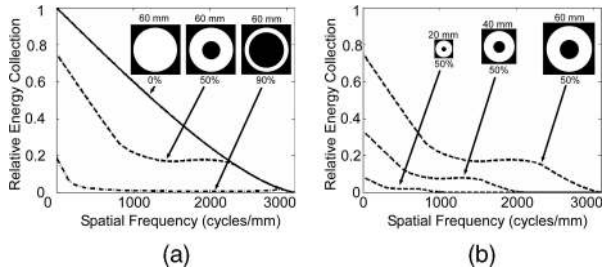 Relative Energy Collection
1
0.8
0.6
0.4
0.2
0
60 mm 60 mm 60 mm
0% 50% 90%
1000 2000 3000
Spatial Frequency (cycles/mm)
(a)
Relative Energy Collection
1
0.8
0.6
0.4
0.2
0
20 mm 40 mm 60 mm
50% 50% 50%
0 1000 2000 3000
Spatial Frequency (cycles/mm)
(b)